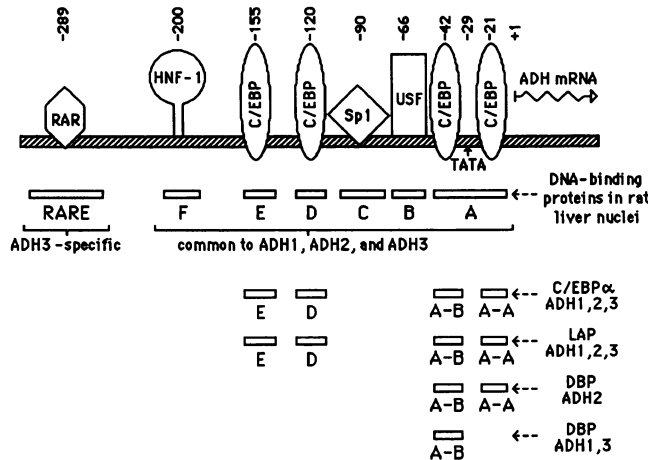 -289 -200 -155 -120 -90 -66 -42 -29 -21 +1
HNF-1
ADH mRNA
RAR C/EBP C/EBP Sp1 USF C/EBP C/EBP
TATA
RARE F E D C B A
DNA-binding
proteins in rat
liver nuclei
ADH3-specific common to ADH1, ADH2, and ADH3
E D A-B A-A
C/EBPα
ADH1,2,3
E D A-B A-A
LAP
ADH1,2,3
A-B A-A
DBP
ADH2
A-B
DBP
ADH1,3